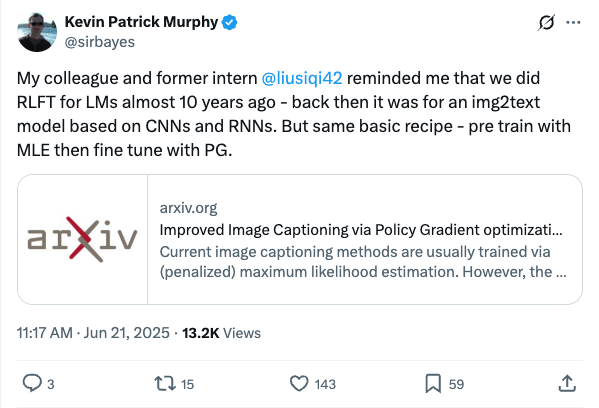 Kevin Patrick Murphy
@sirbayes
My colleague and former intern @liusiqi42 reminded me that we did
RLFT for LMs almost 10 years ago - back then it was for an img2text
model based on CNNs and RNNs. But same basic recipe - pre train with
MLE then fine tune with PG.
arXiv
arxiv.org
Improved Image Captioning via Policy Gradient optimizati...
Current image captioning methods are usually trained via
(penalized) maximum likelihood estimation. However, the ...
11:17 AM · Jun 21, 2025 · 13.2K Views
3 15 143 59